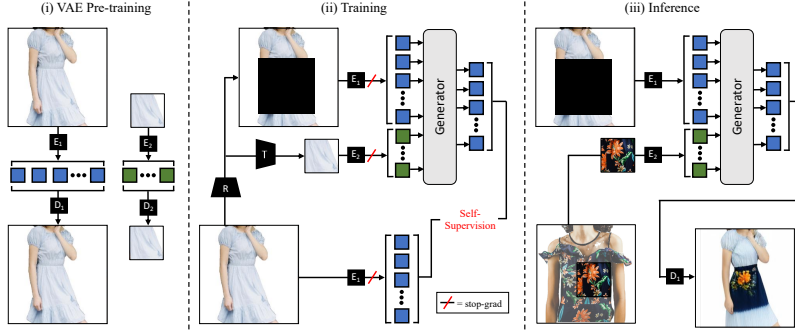 (i) VAE Pre-training
(ii) Training
(iii) Inference
E1
E2
D1
D2
E1
T
E2
R
Generator
Self-
Supervision
E1
= stop-grad
E1
E2
Generator
D1